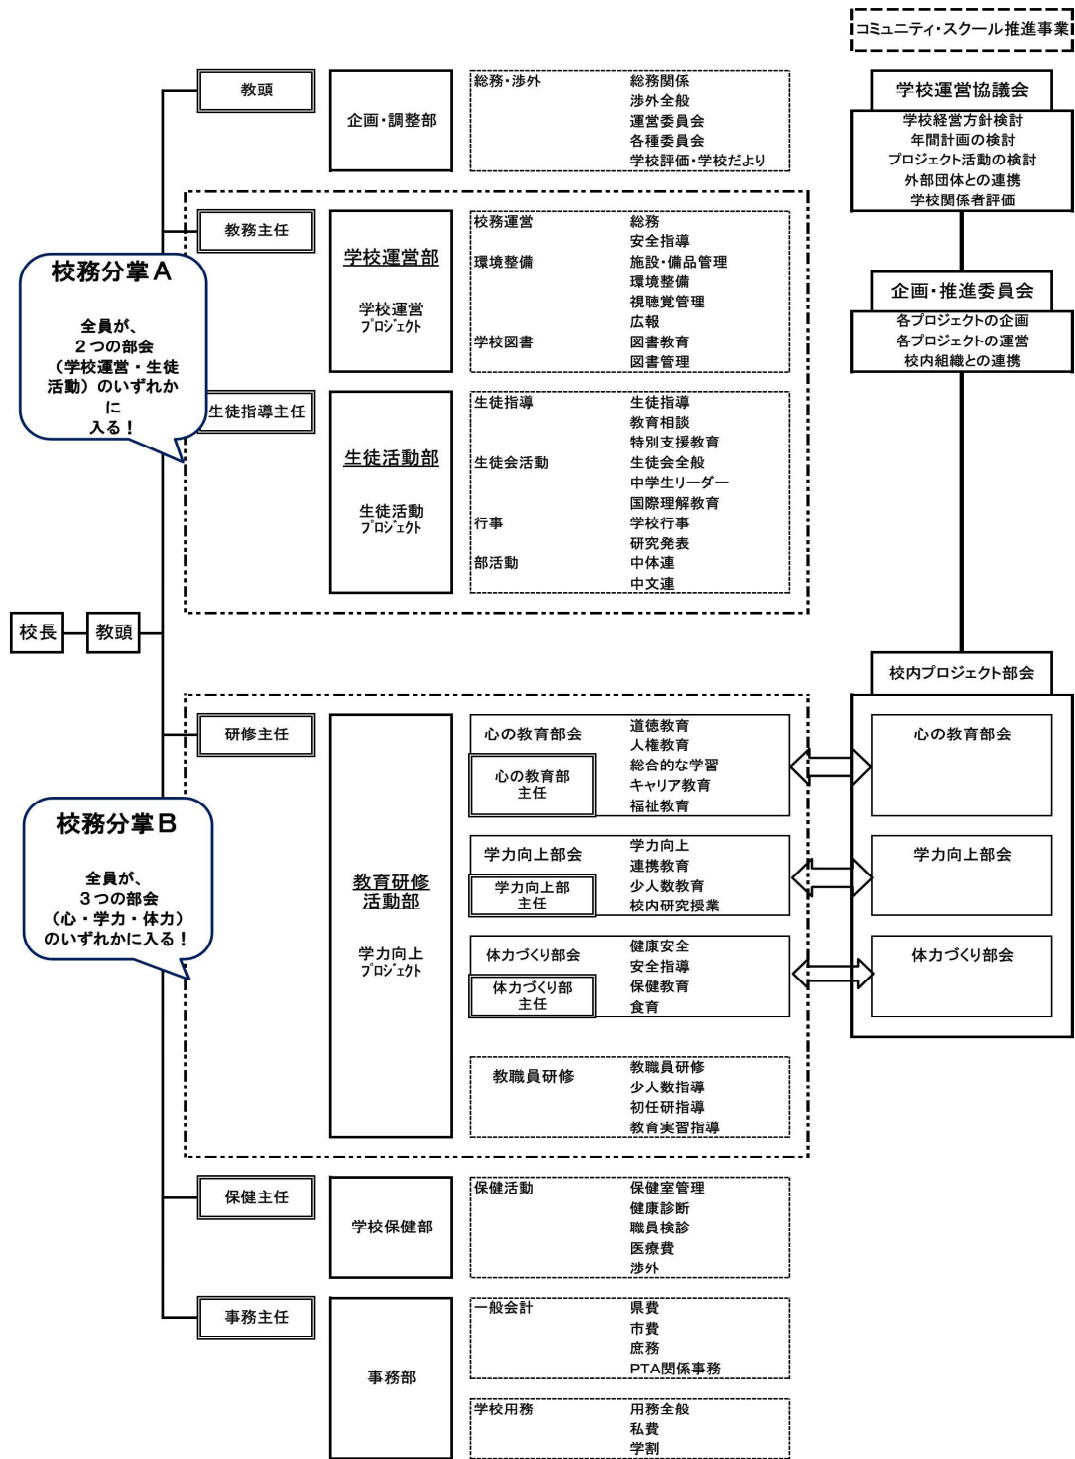 コミュニティ・スクール推進事業
教頭
企画・調整部
総務・渉外 総務関係
渉外全般
運営委員会
各種委員会
学校評価・学校だより
学校運営協議会
学校経営方針検討
年間計画の検討
プロジェクト活動の検討
外部団体との連携
学校関係者評価
教務主任
学校運営部
学校運営
プロジェクト
校務運営 総務
安全指導
環境整備 施設・備品管理
環境整備
視聴覚管理
広報
学校図書 図書教育
図書管理
企画・推進委員会
各プロジェクトの企画
各プロジェクトの運営
校内組織との連携
校務分掌A
全員が、
2つの部会
(学校運営・生徒
活動)のいずれか
に
入る!
生徒指導主任
生徒活動部
生徒活動
プロジェクト
生徒指導 生徒指導
教育相談
特別支援教育
生徒会活動 生徒会全般
中学生リーダー
国際理解教育
行事 学校行事
研究発表
部活動 中体連
中文連
校長 教頭
校内プロジェクト部会
研修主任
教育研修
活動部
学力向上
プロジェクト
心の教育部会
心の教育部
主任
道徳教育
人権教育
総合的な学習
キャリア教育
福祉教育
心の教育部会
校務分掌B
全員が、
3つの部会
(心・学力・体力)
のいずれかに入る!
学力向上部会
学力向上部
主任
学力向上
連携教育
少人数教育
校内研究授業
学力向上部会
体力づくり部会
体力づくり部
主任
健康安全
安全指導
保健教育
食育
体力づくり部会
教職員研修 教職員研修
少人数指導
初任研指導
教育実習指導
保健主任
学校保健部
保健活動 保健室管理
健康診断
職員検診
医療費
渉外
事務主任
事務部
一般会計 県費
市費
庶務
PTA関係事務
学校用務 用務全般
私費
学割